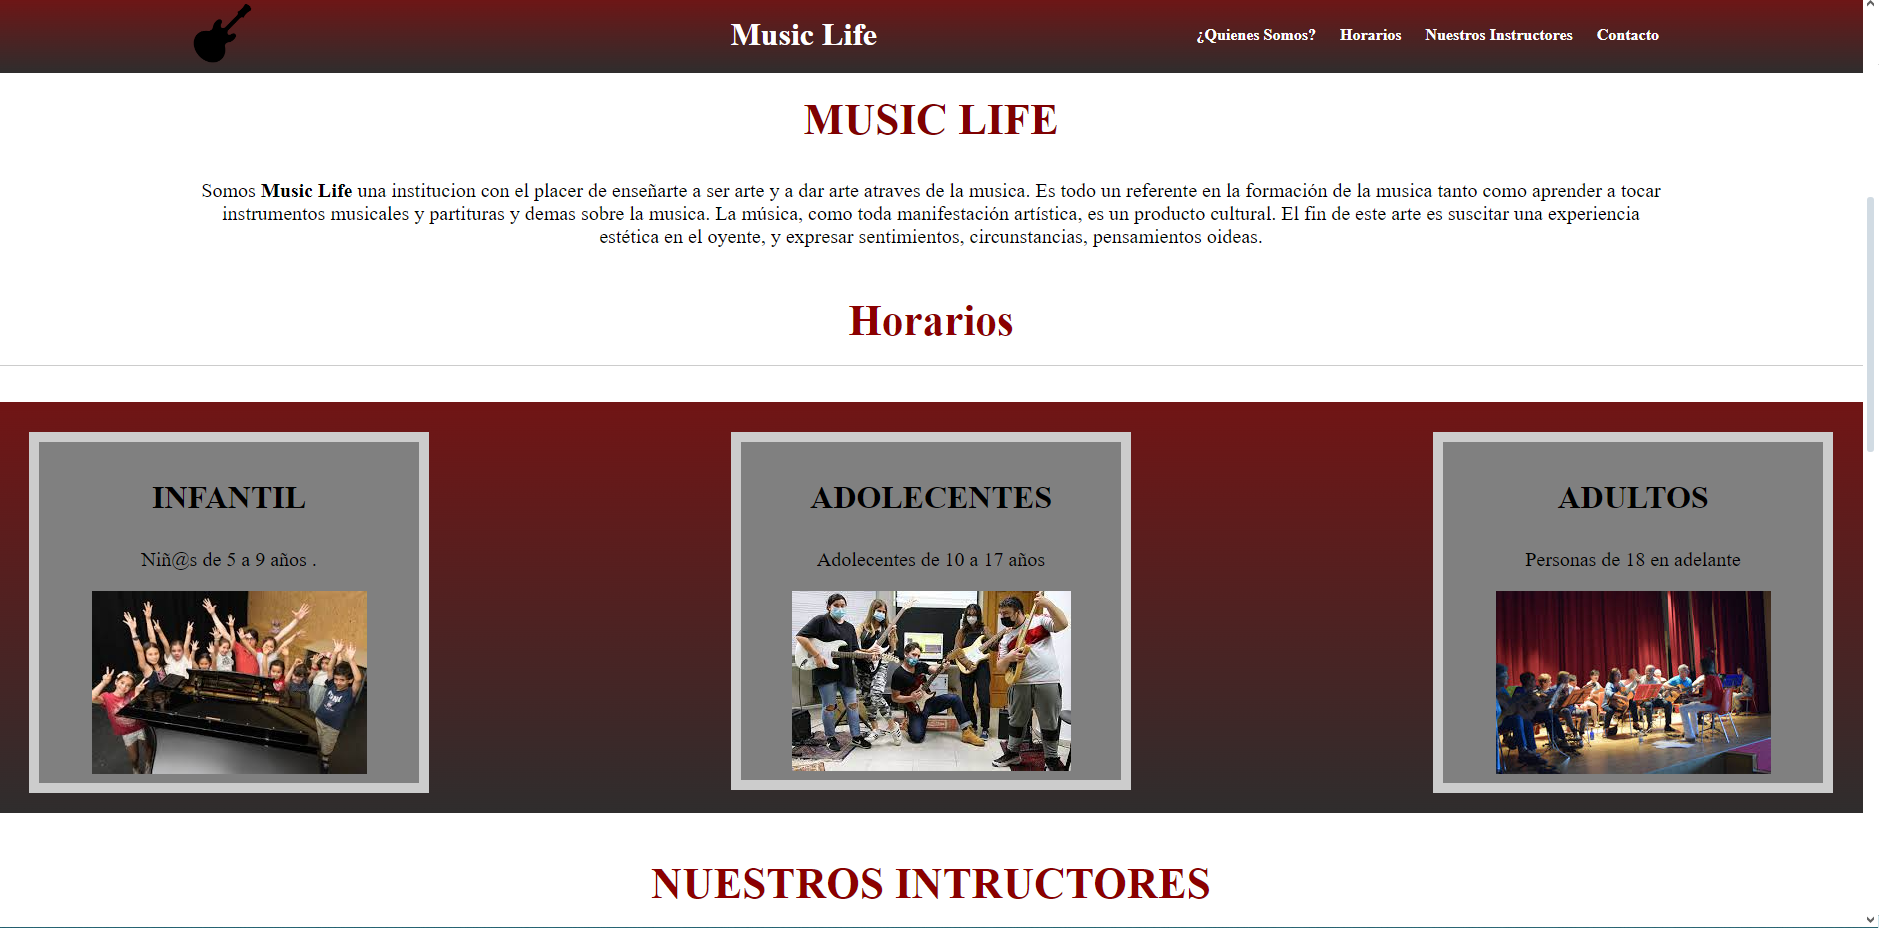 Music Life
¿Quienes Somos? Horarios Nuestros Instructores Contacto
MUSIC LIFE
Somos Music Life una institucion con el placer de enseñarte a ser arte y a dar arte atraves de la musica. Es todo un referente en la formación de la musica tanto como aprender a tocar
instrumentos musicales y partituras y demas sobre la musica. La música, como toda manifestación artística, es un producto cultural. El fin de este arte es suscitar una experiencia
estética en el oyente, y expresar sentimientos, circunstancias, pensamientos oideas.
Horarios
INFANTIL
Niñ@s de 5 a 9 años .
ADOLECENTES
Adolecentes de 10 a 17 años
ADULTOS
Personas de 18 en adelante
NUESTROS INTRUCTORES